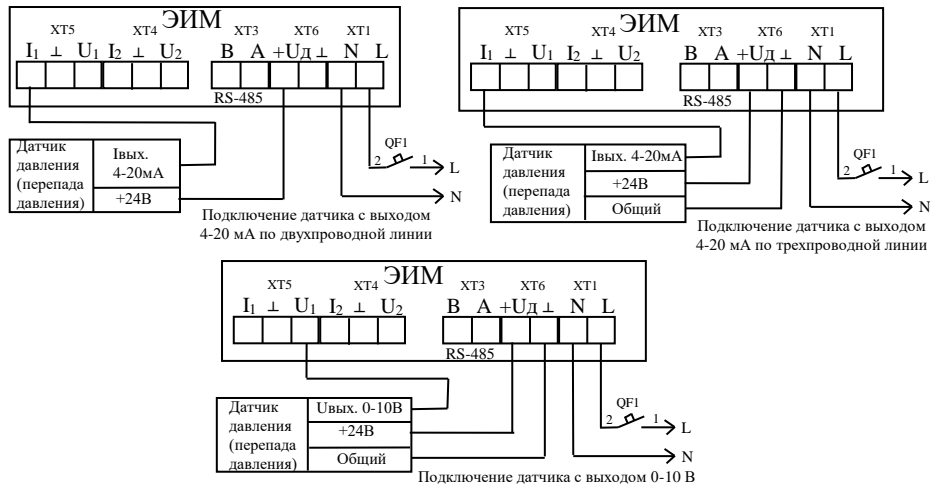 ЭИМ
XT5 XT4 XT3 XT6 XT1
I1 ⊥ U1 I2 ⊥ U2 B A +Uд ⊥ N L
RS-485
Датчик давления (перепада давления)
Iвых. 4-20мА
+24В
QF1
2 1 L
N
Подключение датчика с выходом
4-20 мА по двухпроводной линии
ЭИМ
XT5 XT4 XT3 XT6 XT1
I1 ⊥ U1 I2 ⊥ U2 B A +Uд ⊥ N L
RS-485
Датчик давления (перепада давления)
Iвых. 4-20мА
+24В
Общий
QF1
2 1 L
N
Подключение датчика с выходом
4-20 мА по трехпроводной линии
ЭИМ
XT5 XT4 XT3 XT6 XT1
I1 ⊥ U1 I2 ⊥ U2 B A +Uд ⊥ N L
RS-485
Датчик давления (перепада давления)
Uвых. 0-10В
+24В
Общий
QF1
2 1 L
N
Подключение датчика с выходом 0-10 В